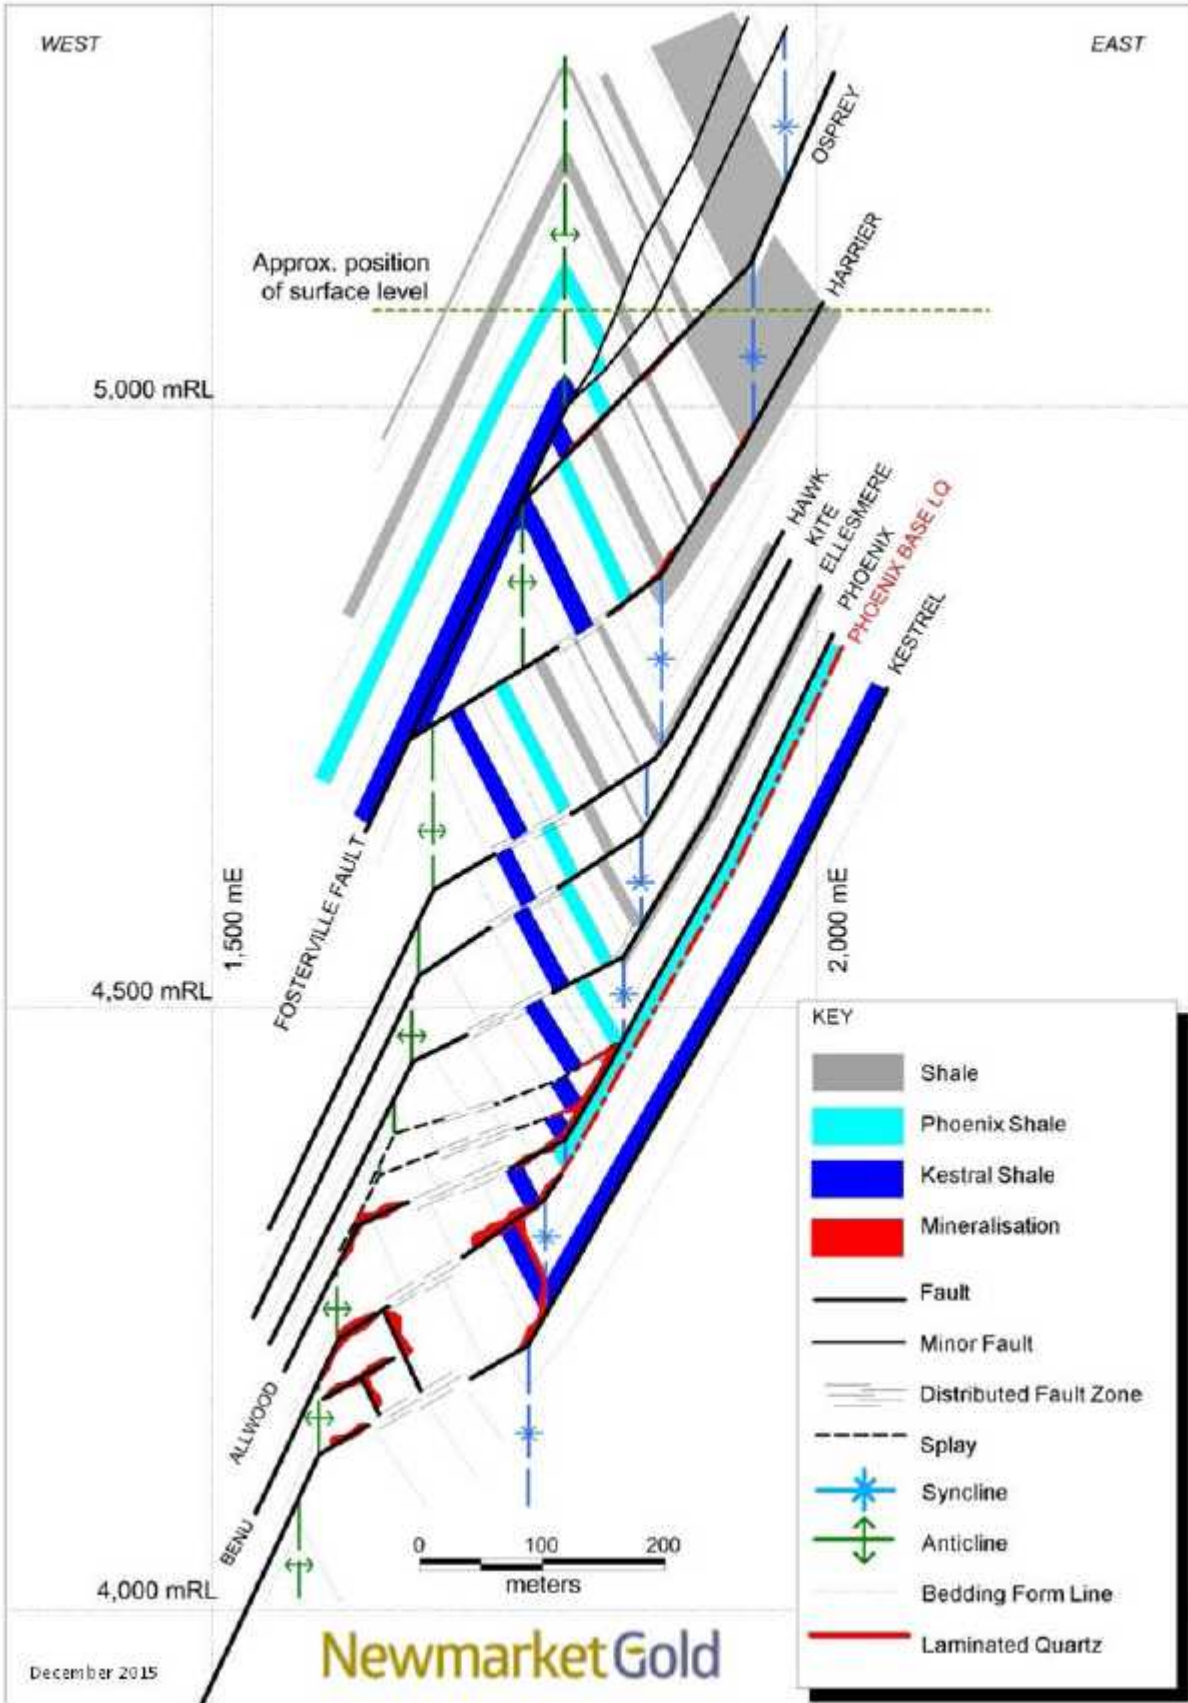 WEST
EAST
OSPREY
HARRIER
Approx. position
of surface level
5,000 mRL
HAWK
KITE
ELLESMERE
PHOENIX
PHOENIX BASE LQ
KESTREL
FOSTERVILLE FAULT
1,500 mE
2,000 mE
4,500 mRL
KEY
Shale
Phoenix Shale
Kestral Shale
Mineralisation
Fault
Minor Fault
Distributed Fault Zone
Splay
Syncline
Anticline
Bedding Form Line
Laminated Quartz
ALLWOOD
BENU
0 100 200
meters
4,000 mRL
NewmarketGold
December 2015